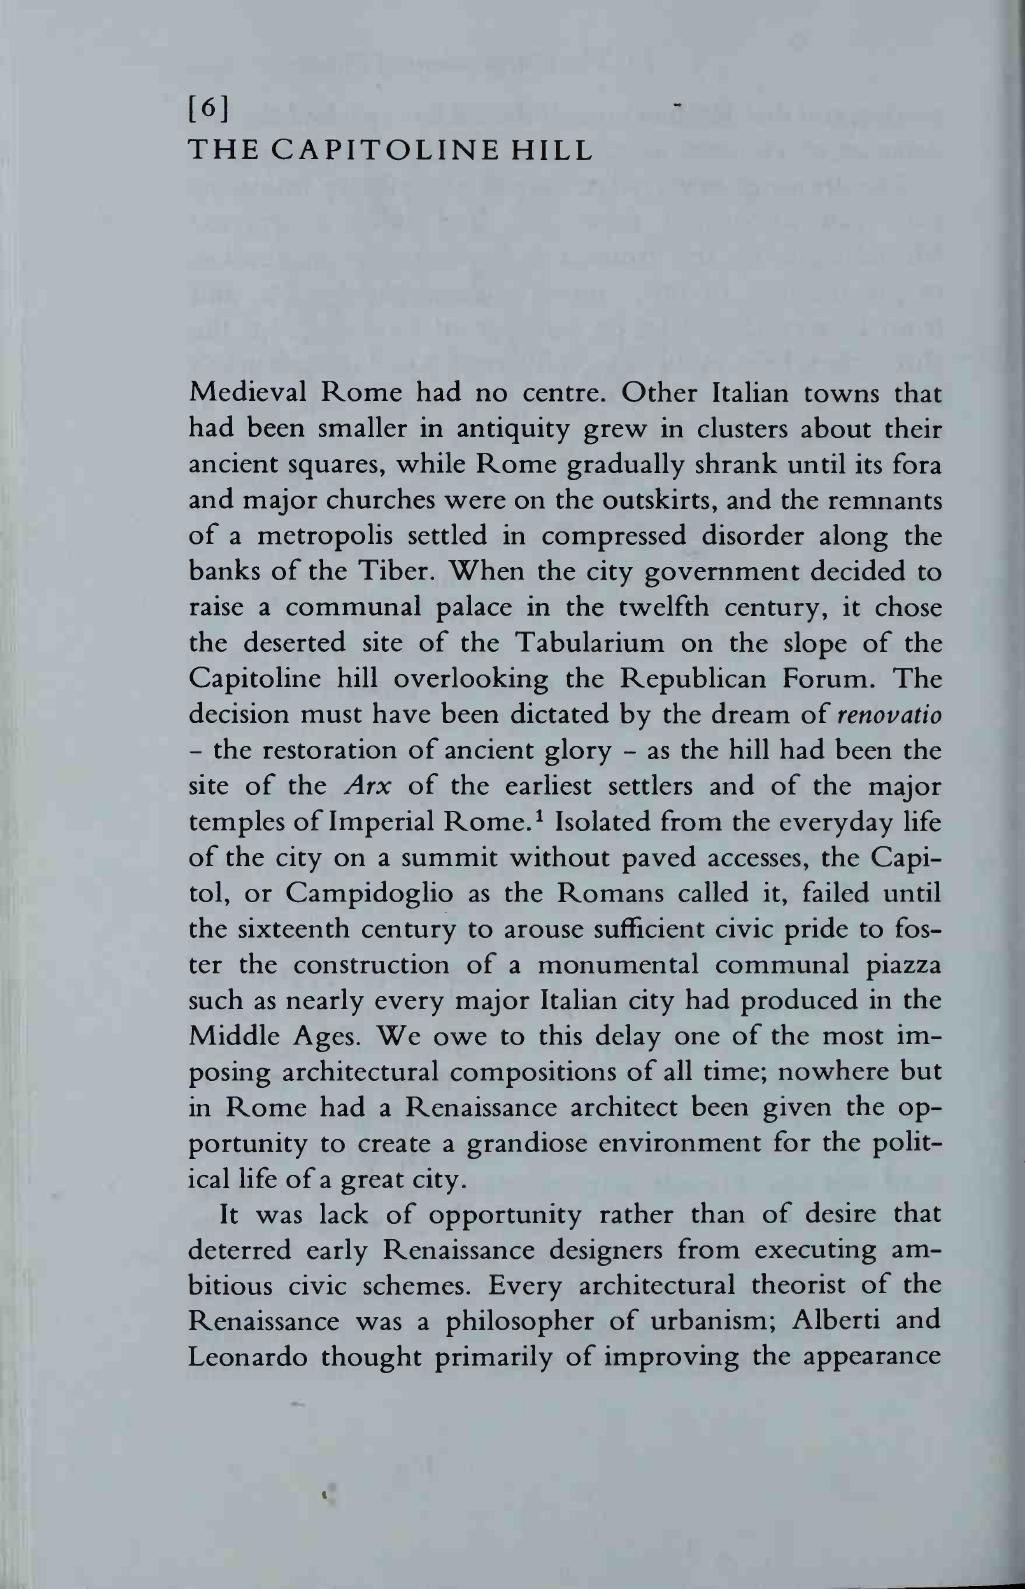 [6]
THE CAPITOLINE HILL
Medieval Rome had no centre. Other Italian towns that
had been smaller in antiquity grew in clusters about their
ancient squares, while Rome gradually shrank until its fora
and major churches were on the outskirts, and the remnants
of a metropolis settled in compressed disorder along the
banks of the Tiber. When the city government decided to
raise a communal palace in the twelfth century, it chose
the deserted site of the Tabularium on the slope of the
Capitoline hill overlooking the Republican Forum. The
decision must have been dictated by the dream of renovatio
– the restoration of ancient glory – as the hill had been the
site of the Arx of the earliest settlers and of the major
temples of Imperial Rome.¹ Isolated from the everyday life
of the city on a summit without paved accesses, the Capi-
tol, or Campidoglio as the Romans called it, failed until
the sixteenth century to arouse sufficient civic pride to fos-
ter the construction of a monumental communal piazza
such as nearly every major Italian city had produced in the
Middle Ages. We owe to this delay one of the most im-
posing architectural compositions of all time; nowhere but
in Rome had a Renaissance architect been given the op-
portunity to create a grandiose environment for the polit-
ical life of a great city.
It was lack of opportunity rather than of desire that
deterred early Renaissance designers from executing am-
bitious civic schemes. Every architectural theorist of the
Renaissance was a philosopher of urbanism; Alberti and
Leonardo thought primarily of improving the appearance